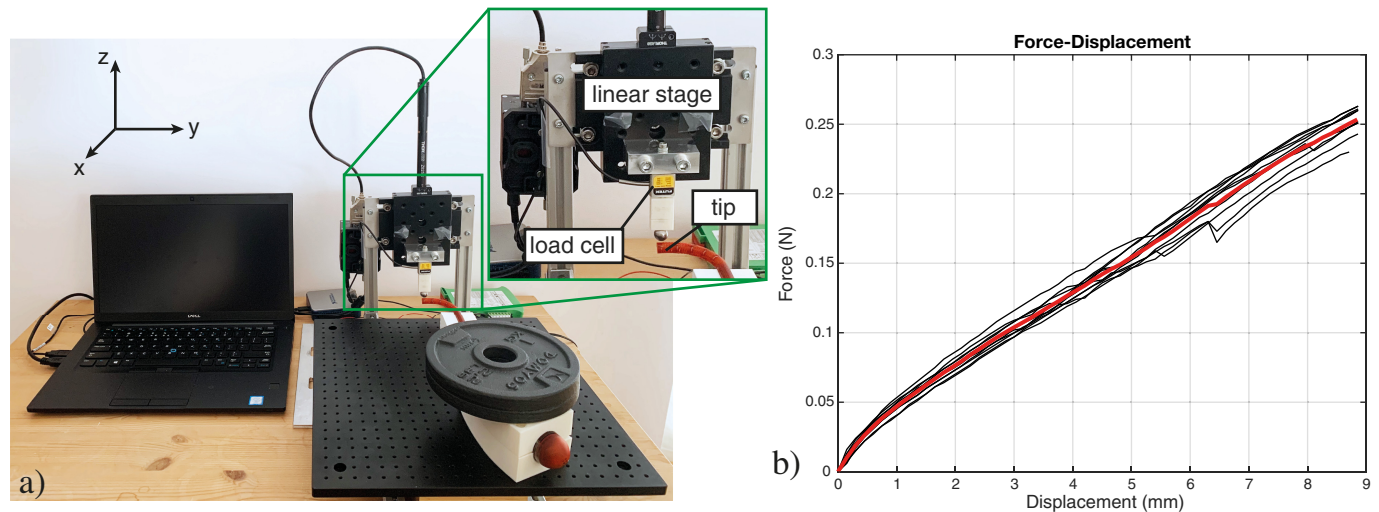 z
y
x
linear stage
load cell
tip
DELL
a)
Force-Displacement
Force (N)
0.3
0.25
0.2
0.15
0.1
0.05
0
0 1 2 3 4 5 6 7 8 9
Displacement (mm)
b)